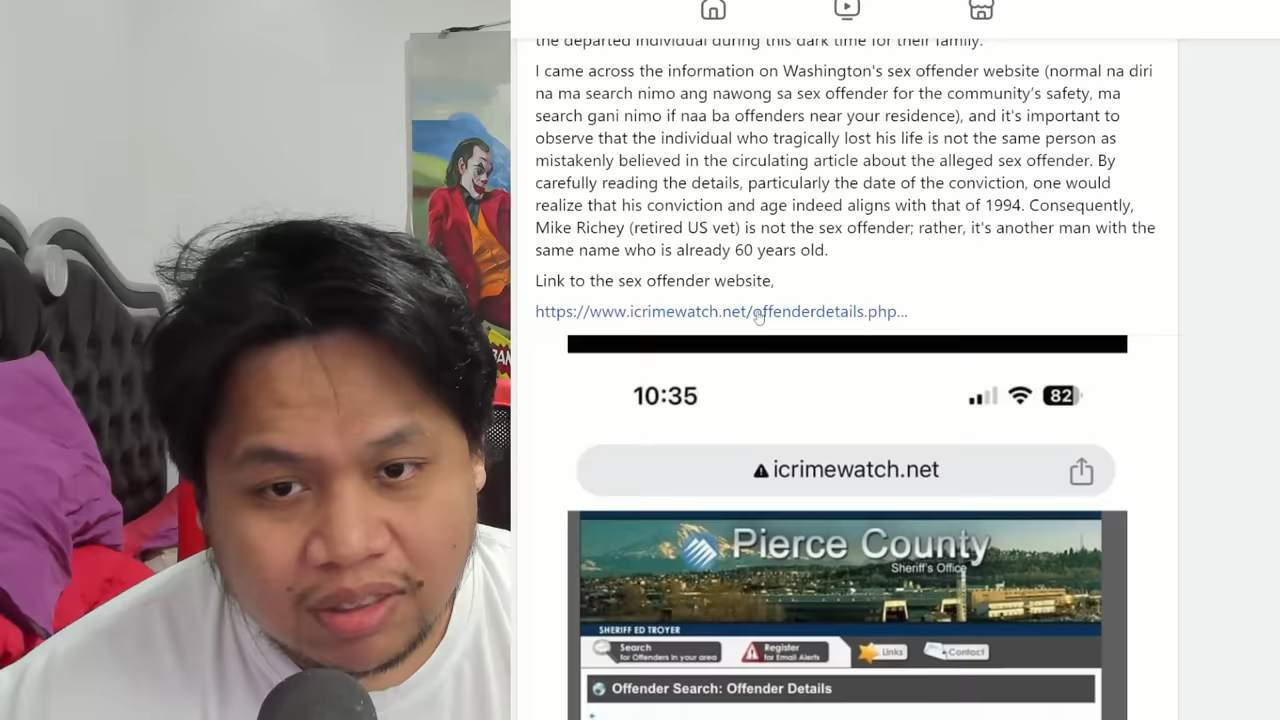 the departed individual during this dark time for their family.
I came across the information on Washington's sex offender website (normal na diri
na ma search nimo ang nawong sa sex offender for the community's safety, ma
search gani nimo if naa ba offenders near your residence), and it's important to
observe that the individual who tragically lost his life is not the same person as
mistakenly believed in the circulating article about the alleged sex offender. By
carefully reading the details, particularly the date of the conviction, one would
realize that his conviction and age indeed aligns with that of 1994. Consequently,
Mike Richey (retired US vet) is not the sex offender; rather, it's another man with the
same name who is already 60 years old.
Link to the sex offender website,
https://www.icrimewatch.net/offenderdetails.php...
10:35
82
icrimewatch.net
Pierce County
Sheriff's Office
SHERIFF ED TROYER
Search
for Offenders in your area
Register
for Email Alerts
Links
Contact
Offender Search: Offender Details